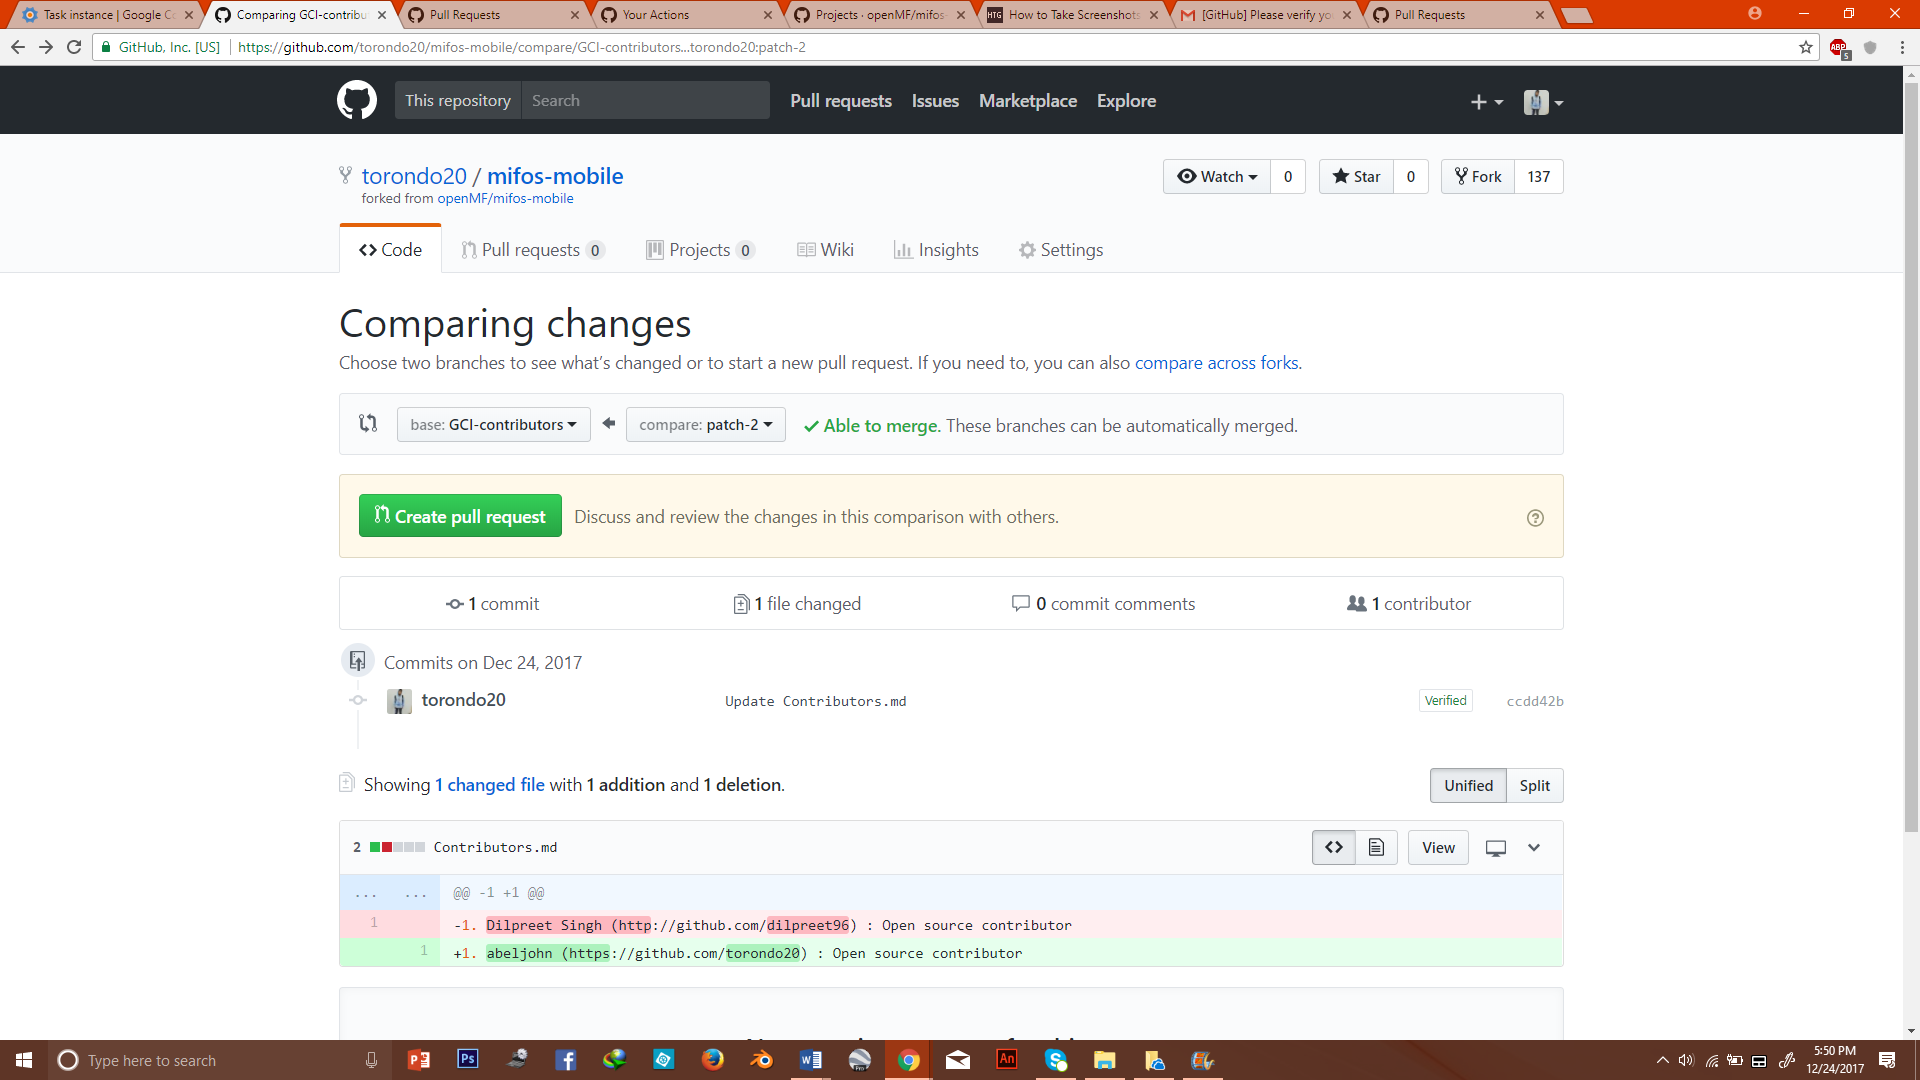 Task instance | Google Co
Comparing GCI-contribu
Pull Requests
Your Actions
Projects · openMF/mifos-
HTG How to Take Screenshots
[GitHub] Please verify yo
Pull Requests
GitHub, Inc. [US] https://github.com/torondo20/mifos-mobile/compare/GCI-contributors...torondo20:patch-2
ABP 5
This repository Search Pull requests Issues Marketplace Explore
torondo20 / mifos-mobile
Watch 0 Star 0 Fork 137
forked from openMF/mifos-mobile
Code Pull requests 0 Projects 0 Wiki Insights Settings
Comparing changes
Choose two branches to see what’s changed or to start a new pull request. If you need to, you can also compare across forks.
base: GCI-contributors compare: patch-2 Able to merge. These branches can be automatically merged.
Create pull request Discuss and review the changes in this comparison with others.
1 commit 1 file changed 0 commit comments 1 contributor
Commits on Dec 24, 2017
torondo20 Update Contributors.md Verified ccdd42b
Showing 1 changed file with 1 addition and 1 deletion.
Unified Split
2 Contributors.md View
... ... @@ -1 +1 @@
1 -1. Dilpreet Singh (http://github.com/dilpreet96) : Open source contributor
1 +1. abeljohn (https://github.com/torondo20) : Open source contributor
Type here to search
Ps
An
Pro
5:50 PM
12/24/2017